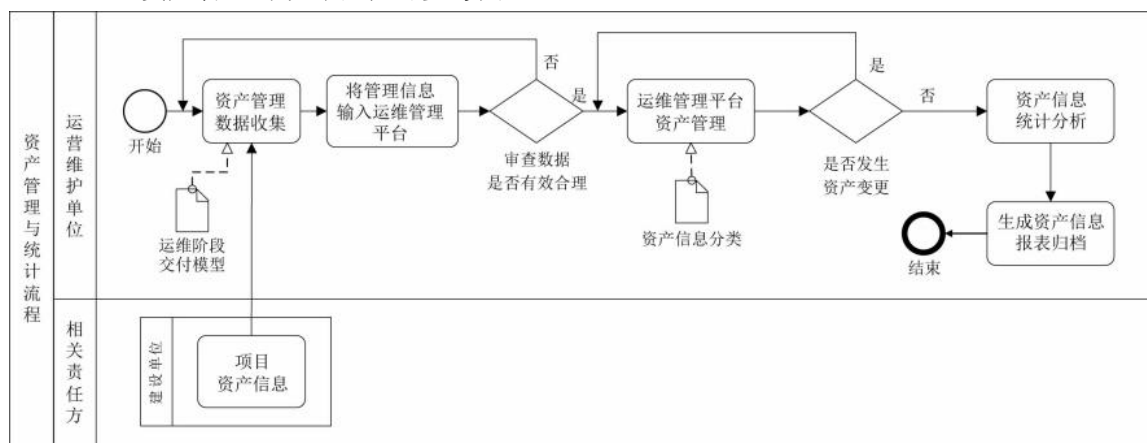 资产管理与统计流程
运营维护单位
开始
资产管理
数据收集
运维阶段
交付模型
将管理信息
输入运维管理
平台
否
是
审查数据
是否有效合理
运维管理平台
资产管理
资产信息分类
是
否
是否发生
资产变更
资产信息
统计分析
生成资产信息
报表归档
结束
相关责任方
建设单位
项目
资产信息